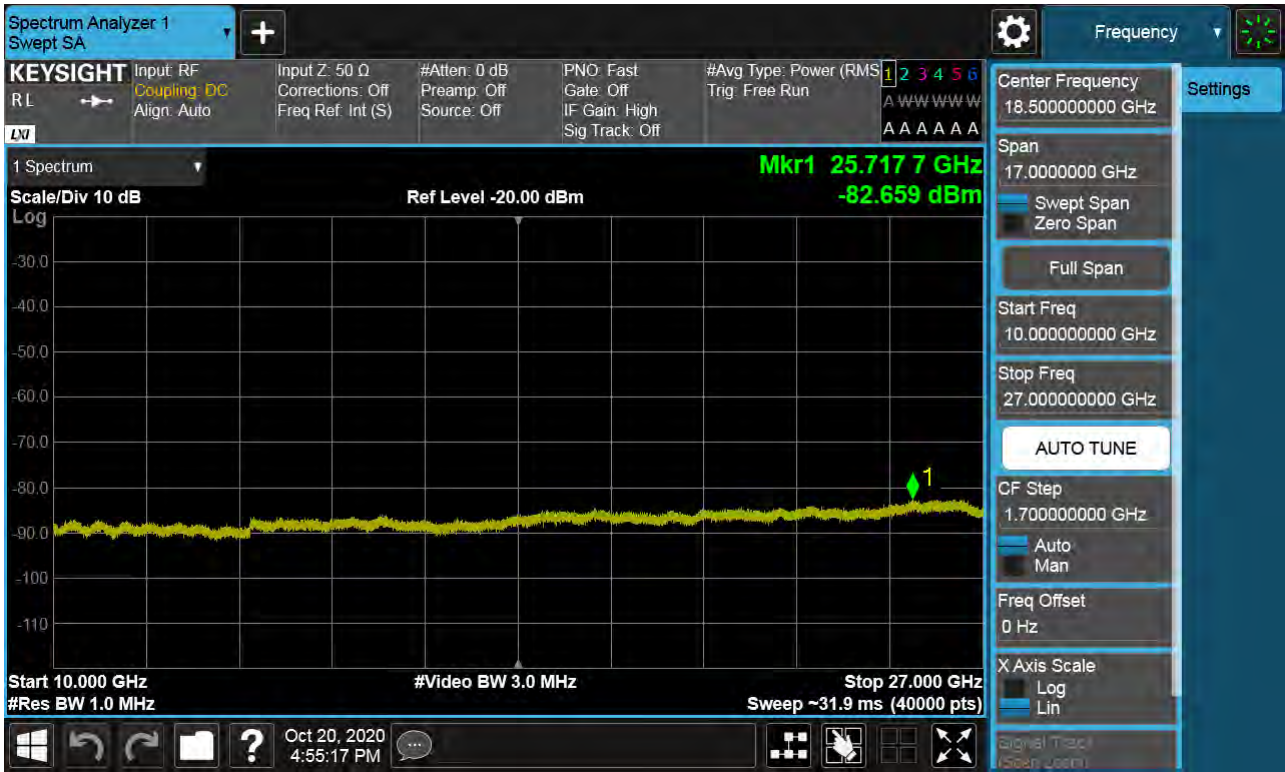 Spectrum Analyzer 1
Swept SA
+
Frequency
KEYSIGHT
R L
LXI
Input: RF
Coupling: DC
Align: Auto
Input Z: 50 Ω
Corrections: Off
Freq Ref: Int (S)
#Atten: 0 dB
Preamp: Off
Source: Off
PNO: Fast
Gate: Off
IF Gain: High
Sig Track: Off
#Avg Type: Power (RMS
Trig: Free Run
1 2 3 4 5 6
A W W W W W
A A A A A A
1 Spectrum
Scale/Div 10 dB
Log
Ref Level -20.00 dBm
Mkr1 25.717 7 GHz
-82.659 dBm
-30.0
-40.0
-50.0
-60.0
-70.0
-80.0
-90.0
-100
-110
1
Start 10.000 GHz
#Res BW 1.0 MHz
#Video BW 3.0 MHz
Stop 27.000 GHz
Sweep ~31.9 ms (40000 pts)
Center Frequency
18.500000000 GHz
Span
17.0000000 GHz
Swept Span
Zero Span
Full Span
Start Freq
10.000000000 GHz
Stop Freq
27.000000000 GHz
AUTO TUNE
CF Step
1.700000000 GHz
Auto
Man
Freq Offset
0 Hz
X Axis Scale
Log
Lin
Signal Track
(Span Zoom)
Settings
?
Oct 20, 2020
4:55:17 PM